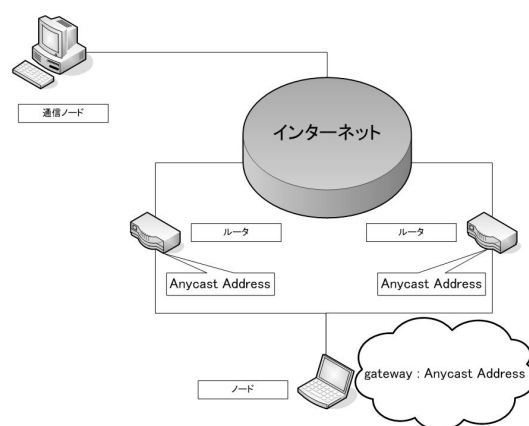 通信ノード
インターネット
ルータ
ルータ
Anycast Address
Anycast Address
ノード
gateway : Anycast Address